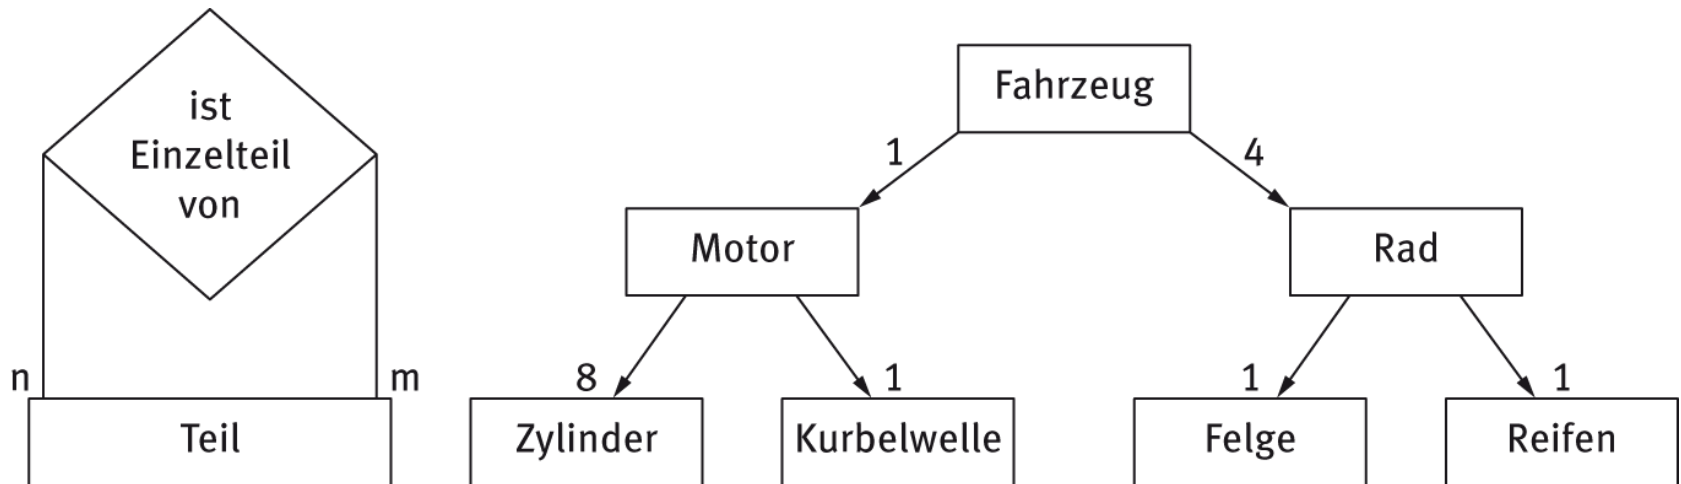 ist
Einzelteil
von
n
m
Teil
Fahrzeug
1
4
Motor
Rad
8
1
1
1
Zylinder
Kurbelwelle
Felge
Reifen